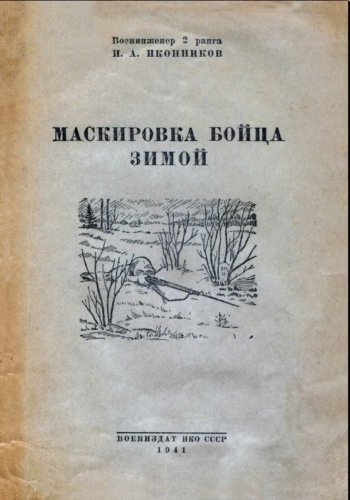 Военинженер 2 ранга
И. А. ИКОННИКОВ
МАСКИРОВКА БОЙЦА
ЗИМОЙ
ВОЕНИЗДАТ НКО СССР
1941